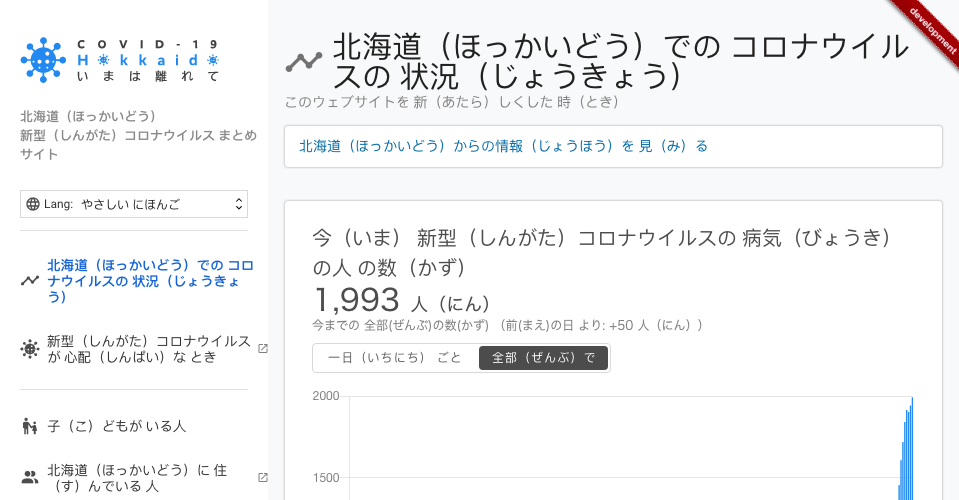 COVID-19
Hokkaido
いまは離れて
北海道（ほっかいどう）
新型（しんがた）コロナウイルス まとめ
サイト
Lang: やさしい にほんご
北海道（ほっかいどう）での コロ
ナウイルスの 状況（じょうきょ
う）
新型（しんがた）コロナウイルス
が 心配（しんぱい）な とき
子（こ）どもが いる人
北海道（ほっかいどう）に 住
（す）んでいる 人
development
北海道（ほっかいどう）での コロナウイル
スの 状況（じょうきょう）
このウェブサイトを 新（あたら）しくした 時（とき）
北海道（ほっかいどう）からの情報（じょうほう）を 見（み）る
今（いま） 新型（しんがた）コロナウイルスの 病気（びょうき）
の人 の数（かず）
1,993 人（にん）
今までの 全部(ぜんぶ)の数(かず) （前(まえ)の日 より: +50 人（にん））
一日（いちにち） ごと
全部（ぜんぶ）で
2000
1500